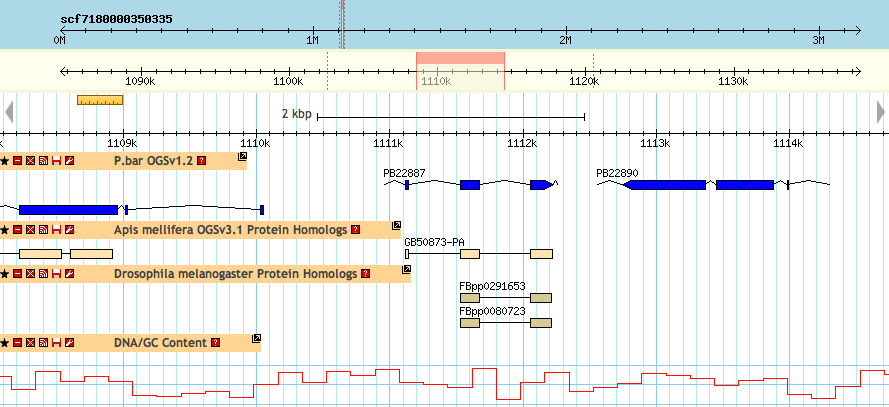 scf7180000350335
0M 1M 2M 3M
1090k 1100k 1110k 1120k 1130k
2 kbp
k 1109k 1110k 1111k 1112k 1113k 1114k
P.bar OGSv1.2 ?
PB22887 PB22890
Apis mellifera OGSv3.1 Protein Homologs ?
GB50873-PA
Drosophila melanogaster Protein Homologs ?
FBpp0291653
FBpp0080723
DNA/GC Content ?